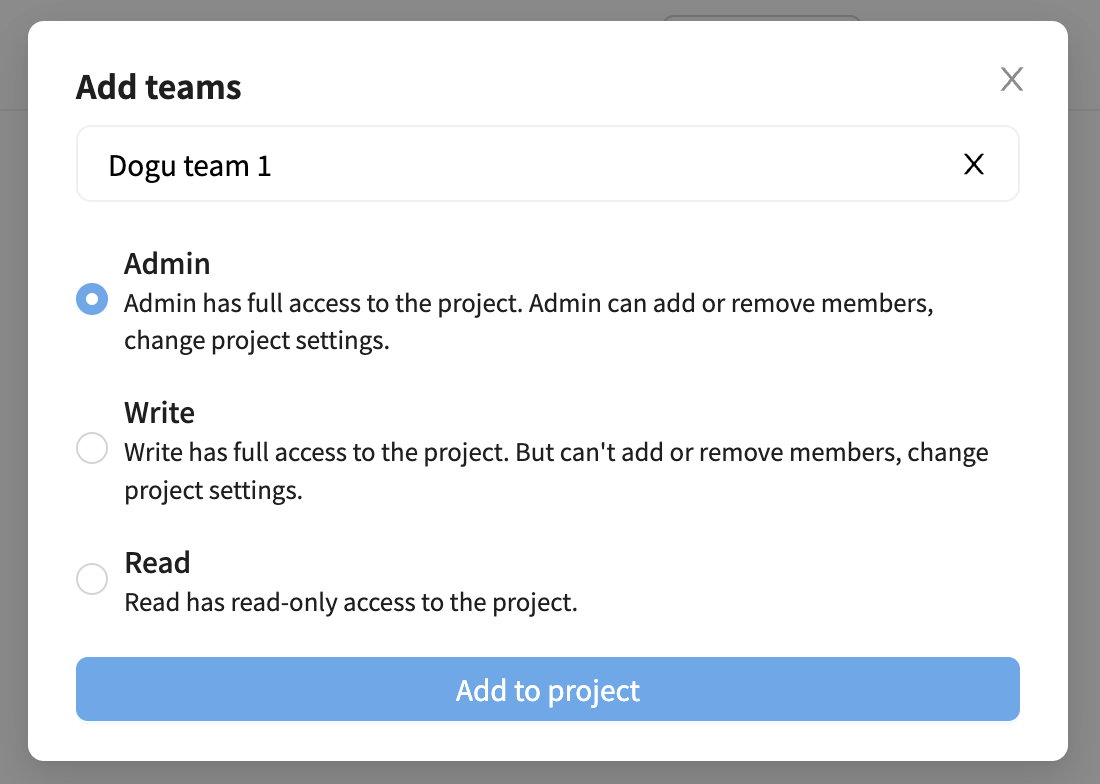 Add teams
Dogu team 1
Admin
Admin has full access to the project. Admin can add or remove members,
change project settings.
Write
Write has full access to the project. But can't add or remove members, change
project settings.
Read
Read has read-only access to the project.
Add to project